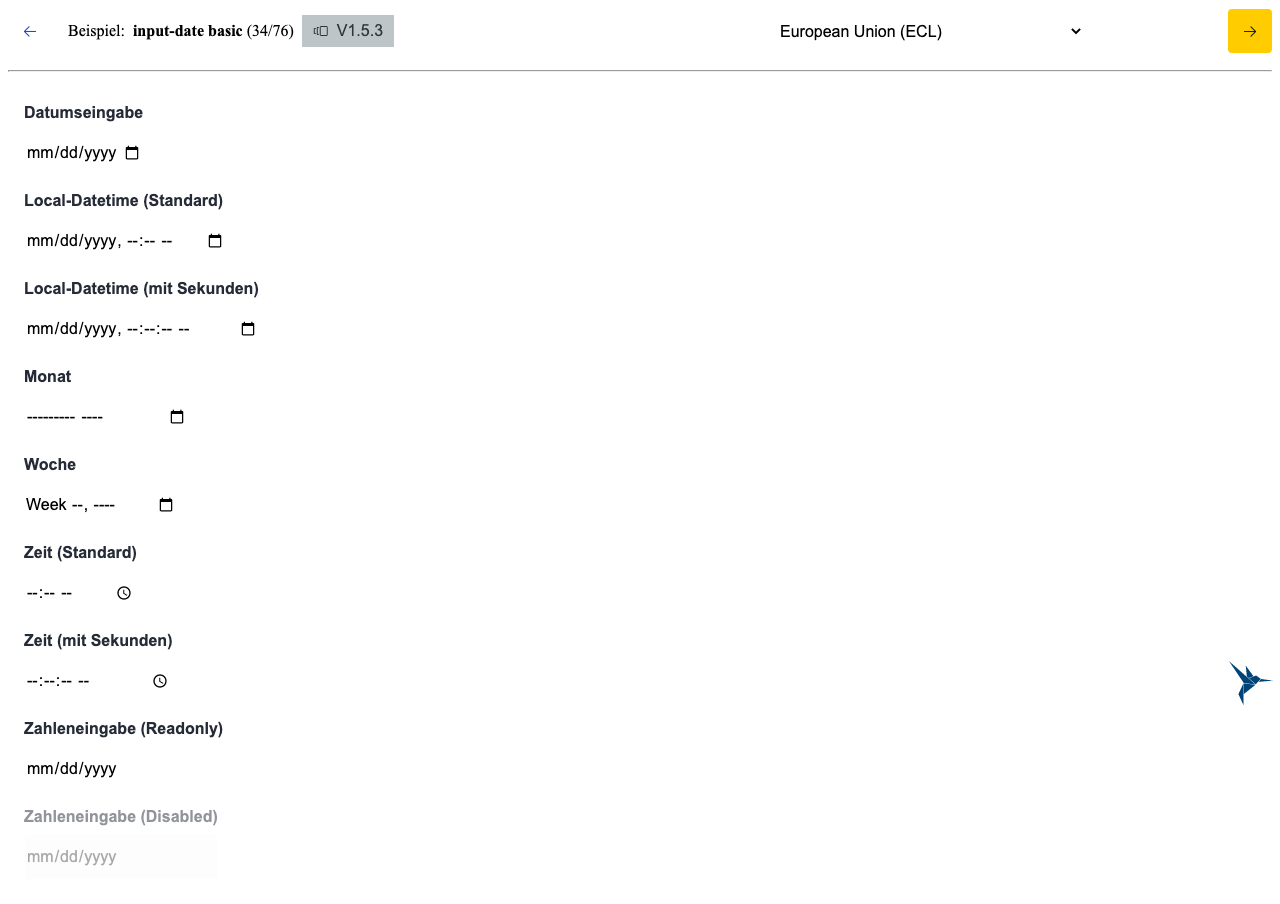 Beispiel: input-date basic (34/76) V1.5.3 European Union (ECL)
Datumseingabe
mm/dd/yyyy
Local-Datetime (Standard)
mm/dd/yyyy, --:-- --
Local-Datetime (mit Sekunden)
mm/dd/yyyy, --:--:-- --
Monat
--------- ----
Woche
Week --, ----
Zeit (Standard)
--:-- --
Zeit (mit Sekunden)
--:--:-- --
Zahleneingabe (Readonly)
mm/dd/yyyy
Zahleneingabe (Disabled)
mm/dd/yyyy